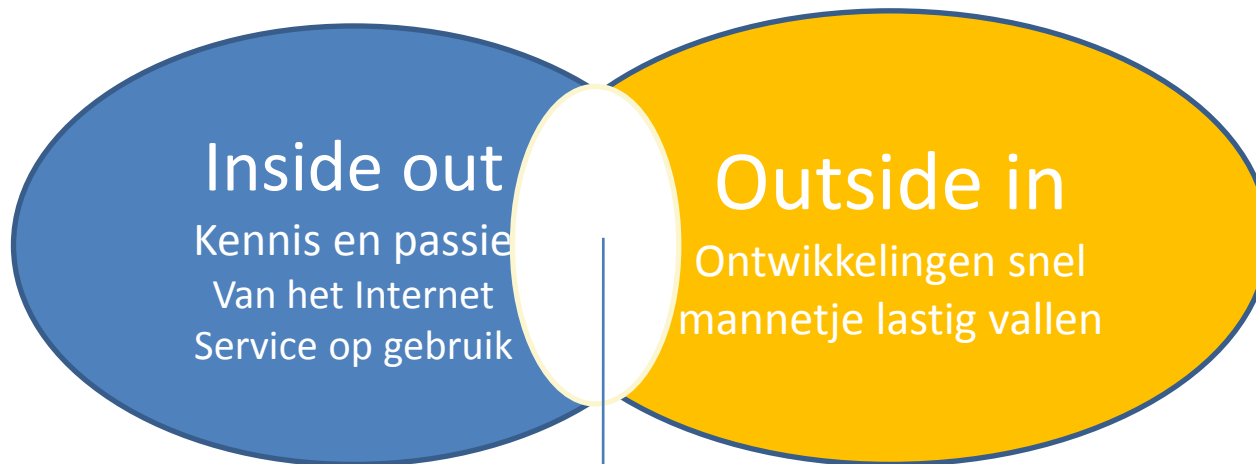 Inside out
Kennis en passie
Van het Internet
Service op gebruik
Outside in
Ontwikkelingen snel
mannetje lastig vallen